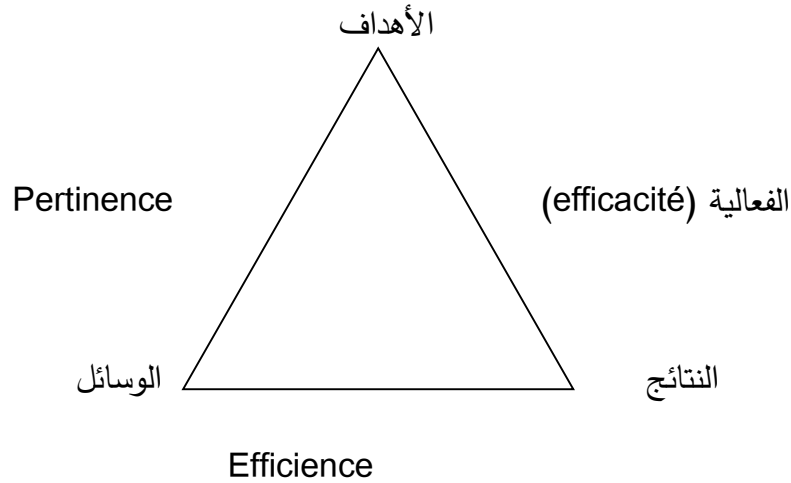 الأهداف
Pertinence
الفعالية (efficacité)
الوسائل
النتائج
Efficience